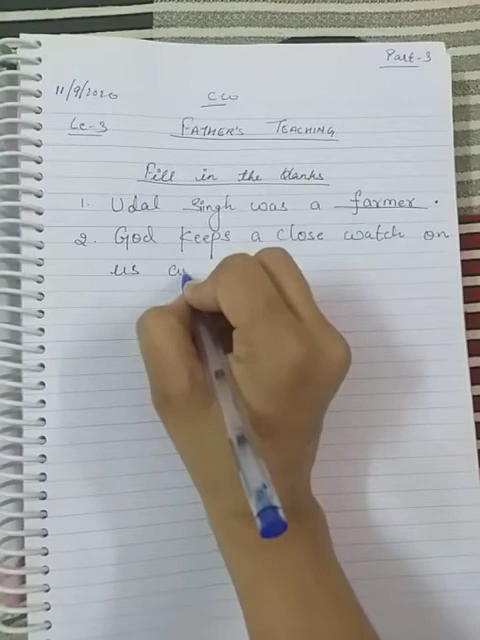 Part-3
11/9/2020 CW
Le-3 FATHER'S TEACHING
Fill in the blanks
1. Udal Singh was a farmer.
2. God keeps a close watch on
us